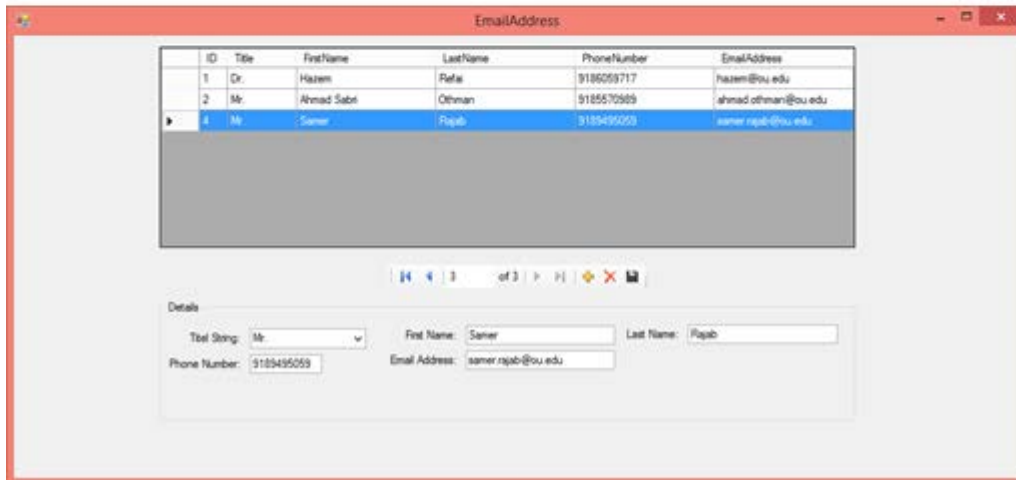 EmailAddress
ID Title FirstName LastName PhoneNumber EmailAddress
1 Dr. Hazem Refai 9186059717 hazem@ou.edu
2 Mr. Ahmad Sabri Othman 9185570989 ahmad.othman@ou.edu
4 Mr. Samer Rajab 9189495059 samer.rajab@ou.edu
3 of 3
Details
Titel String: Mr. First Name: Samer Last Name: Rajab
Phone Number: 9189495059 Email Address: samer.rajab@ou.edu